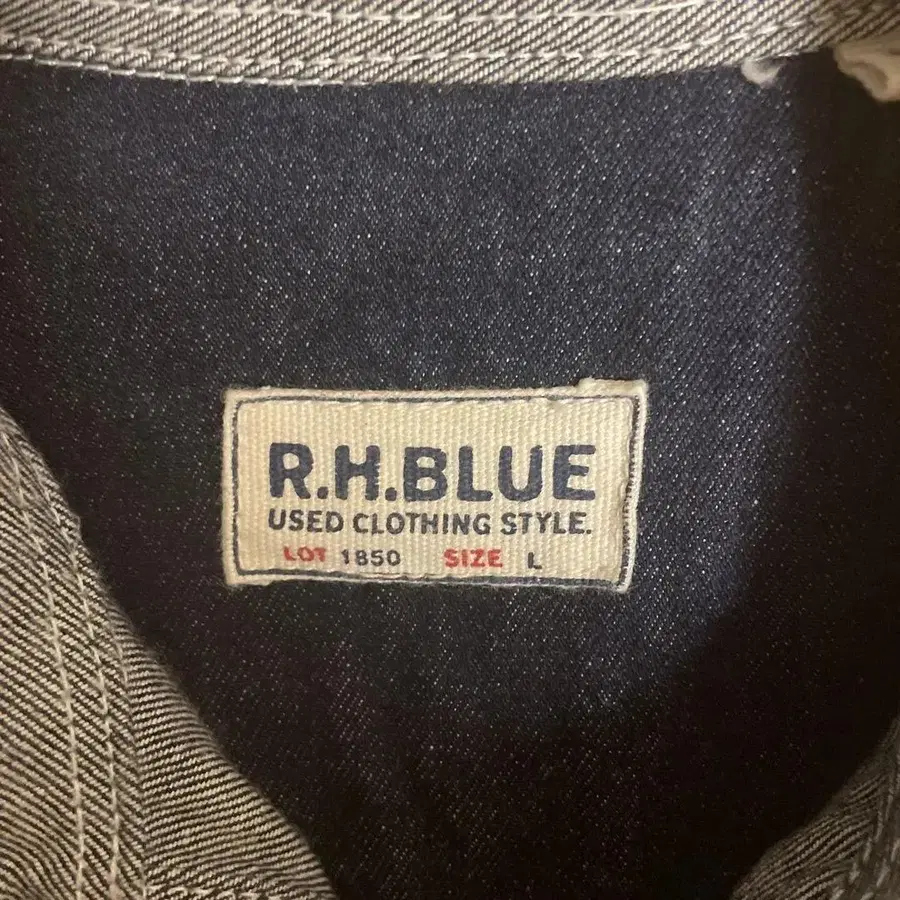 R.H.BLUE
USED CLOTHING STYLE.
LOT 1850 SIZE L